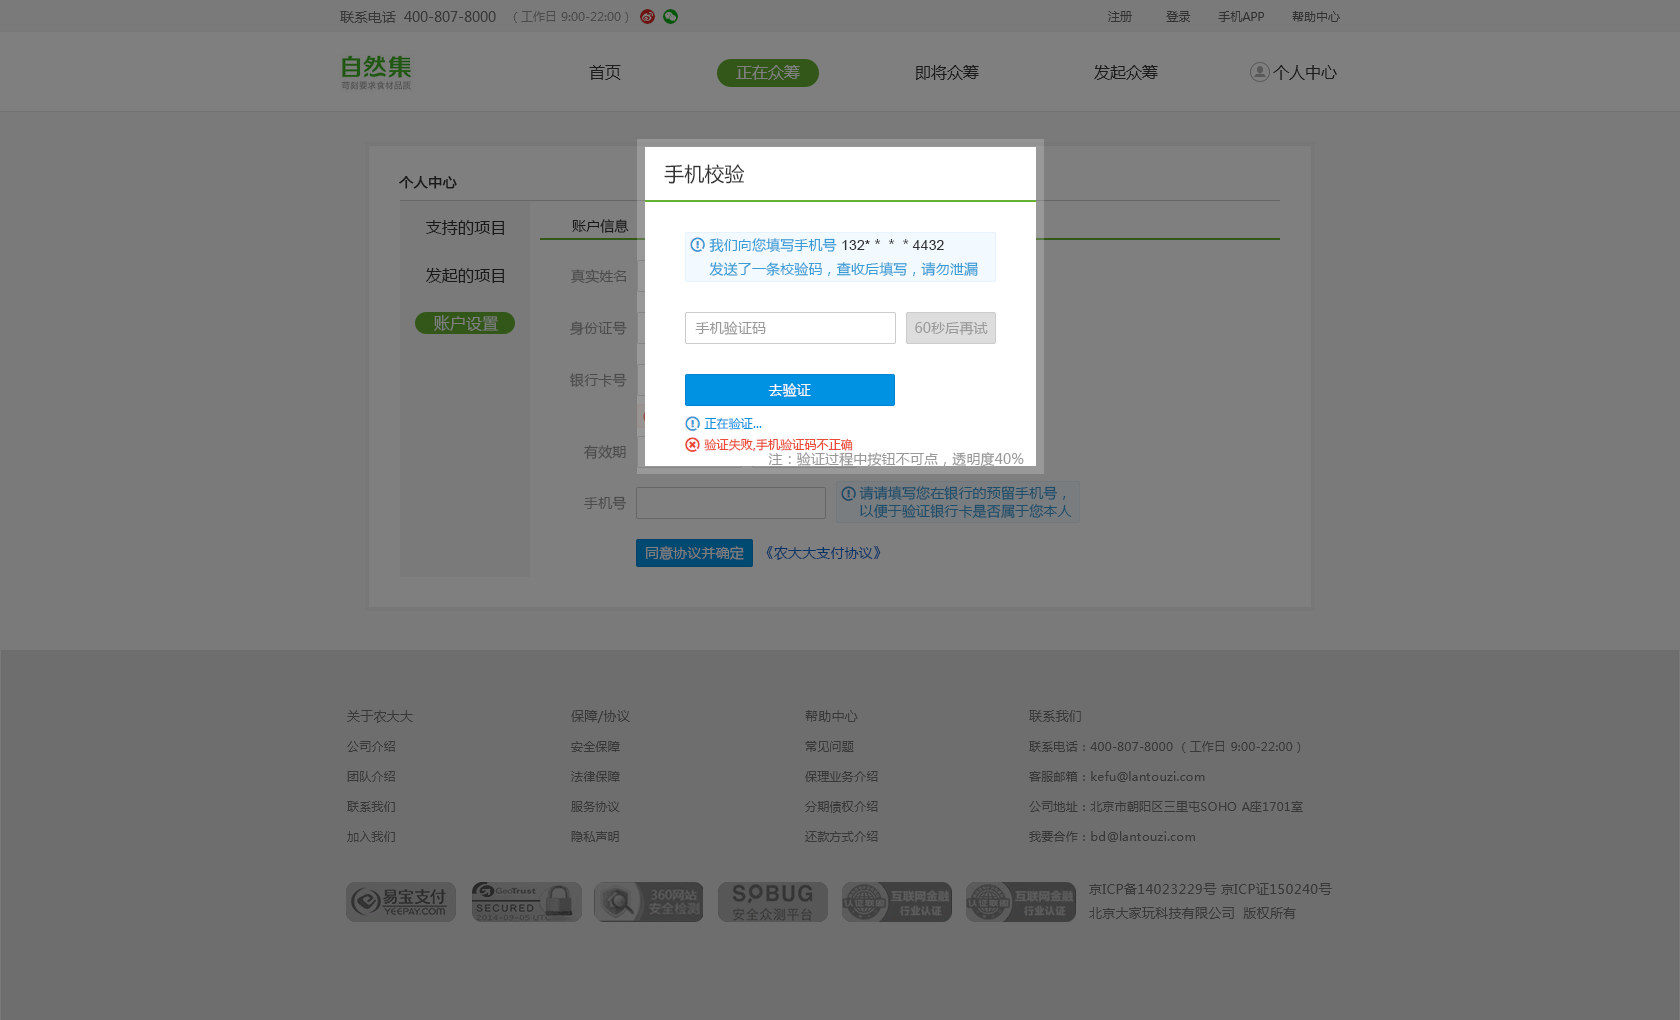 联系电话 400-807-8000 （工作日 9:00-22:00）
注册 登录 手机APP 帮助中心
自然集
苛刻要求食材品质
首页 正在众筹 即将众筹 发起众筹 个人中心
手机校验
个人中心
支持的项目 账户信息
我们向您填写手机号 132* * * * 4432
发送了一条校验码，查收后填写，请勿泄漏
发起的项目 真实姓名
账户设置 身份证号
手机验证码 60秒后再试
银行卡号
去验证
正在验证...
验证失败,手机验证码不正确
有效期
注：验证过程中按钮不可点，透明度40%
手机号
请请填写您在银行的预留手机号，
以便于验证银行卡是否属于您本人
同意协议并确定 《农大大支付协议》
关于农大大 保障/协议 帮助中心 联系我们
公司介绍 安全保障 常见问题 联系电话：400-807-8000 （工作日 9:00-22:00）
团队介绍 法律保障 保理业务介绍 客服邮箱：kefu@lantouzi.com
联系我们 服务协议 分期债权介绍 公司地址：北京市朝阳区三里屯SOHO A座1701室
加入我们 隐私声明 还款方式介绍 我要合作：bd@lantouzi.com
易宝支付
YEEPAY.COM
GeoTrust
SECURED
360网站
安全检测
SOBUG
安全众测平台
认证联盟
互联网金融
行业认证
认证联盟
互联网金融
行业认证
京ICP备14023229号 京ICP证150240号
北京大家玩科技有限公司 版权所有